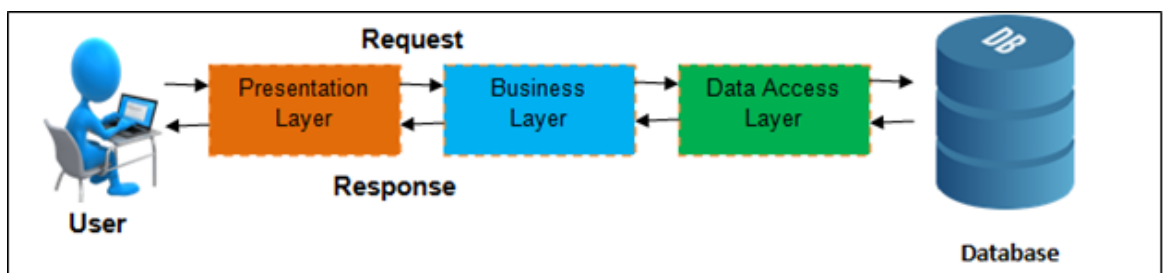 Request
Presentation
Layer
Business
Layer
Data Access
Layer
DB
Response
User
Database